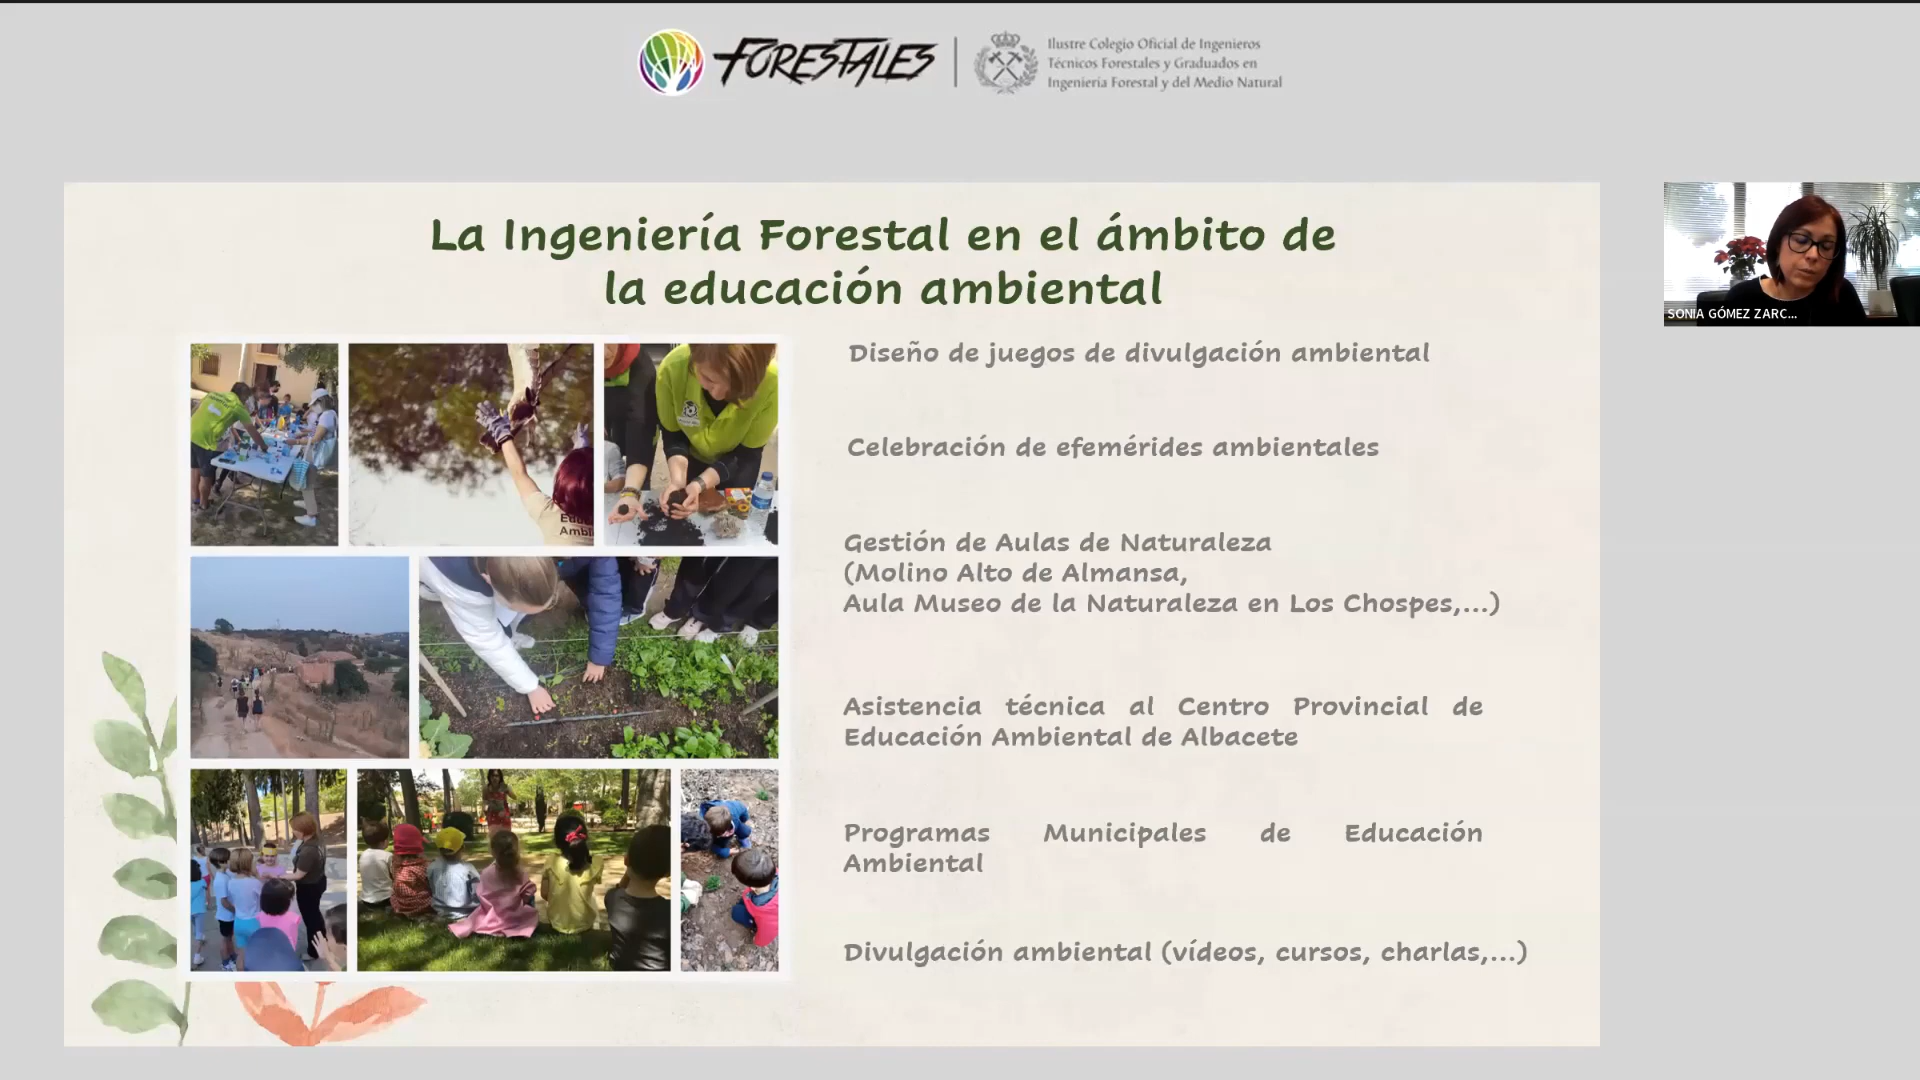 FORESTALES
Ilustre Colegio Oficial de Ingenieros
Técnicos Forestales y Graduados en
Ingeniería Forestal y del Medio Natural
La Ingeniería Forestal en el ámbito de
la educación ambiental
SONIA GÓMEZ ZARC...
Diseño de juegos de divulgación ambiental
Celebración de efemérides ambientales
Gestión de Aulas de Naturaleza
(Molino Alto de Almansa,
Aula Museo de la Naturaleza en Los Chospes,...)
Asistencia técnica al Centro Provincial de
Educación Ambiental de Albacete
Programas Municipales de Educación
Ambiental
Divulgación ambiental (vídeos, cursos, charlas,...)